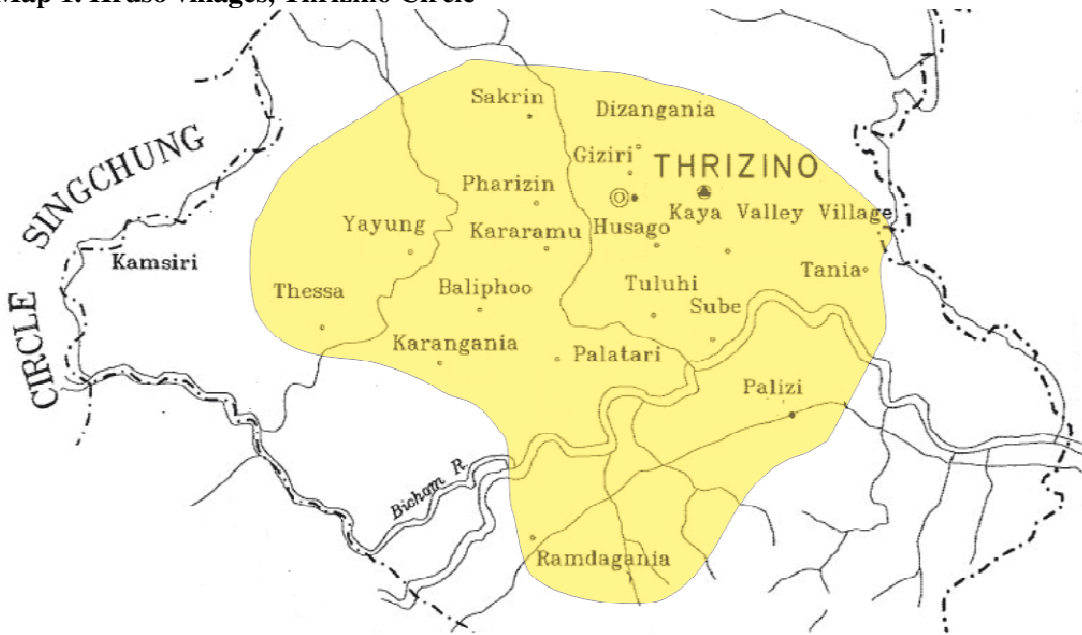 Map 1. Hruso villages, Thrizino Circle
Sakrin
Dizangania
Giziri
THRIZINO
SINGCHUNG
CIRCLE
Pharizin
Kaya Valley Village
Yayung
Kararamu
Husago
Kamsiri
Tania
Thessa
Baliphoo
Tuluhi
Sube
Karangania
Palatari
Palizi
Bichom R
Ramdagania